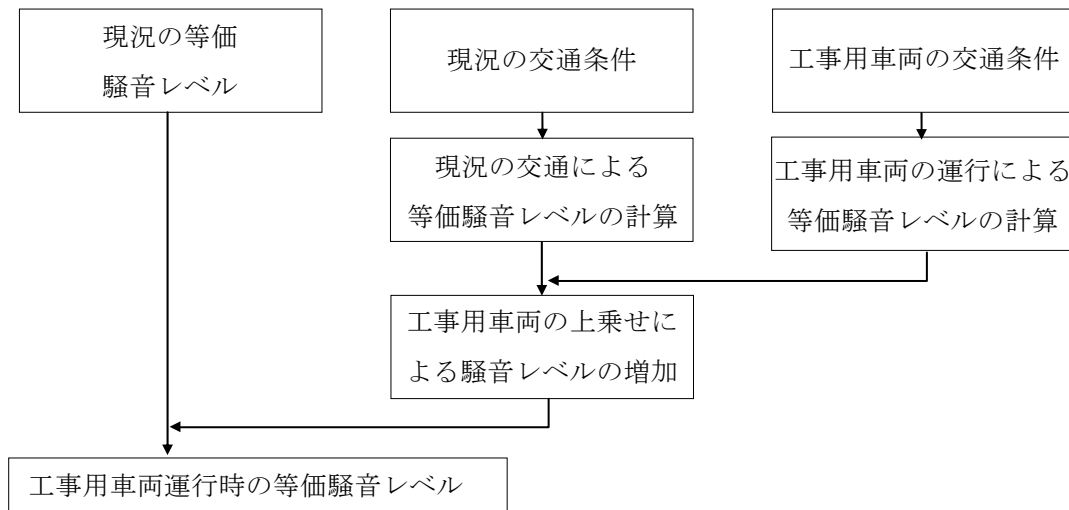 現況の等価
騒音レベル
現況の交通条件
工事用車両の交通条件
現況の交通による
等価騒音レベルの計算
工事用車両の運行による
等価騒音レベルの計算
工事用車両の上乗せに
よる騒音レベルの増加
工事用車両運行時の等価騒音レベル